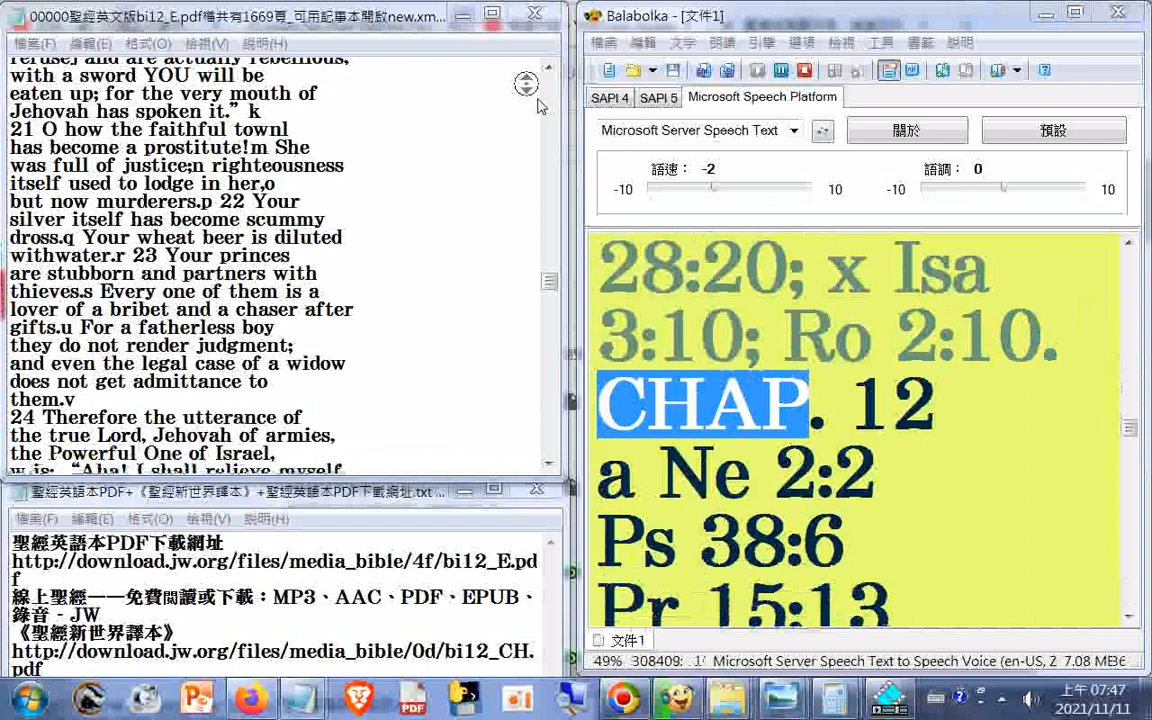 00000聖經英文版bi12_E.pdf檔共有1669頁_可用記事本開啟new.xm...
檔案(F) 編輯(E) 格式(O) 檢視(V) 說明(H)
refuse] and are actually rebellious,
with a sword YOU will be
eaten up; for the very mouth of
Jehovah has spoken it.” k
21 O how the faithful townl
has become a prostitute!m She
was full of justice;n righteousness
itself used to lodge in her,o
but now murderers.p 22 Your
silver itself has become scummy
dross.q Your wheat beer is diluted
withwater.r 23 Your princes
are stubborn and partners with
thieves.s Every one of them is a
lover of a bribet and a chaser after
gifts.u For a fatherless boy
they do not render judgment;
and even the legal case of a widow
does not get admittance to
them.v
24 Therefore the utterance of
the true Lord, Jehovah of armies,
the Powerful One of Israel,
w is: “Aha! I shall relieve myself
聖經英語本PDF+《聖經新世界譯本》+聖經英語本PDF下載網址.txt ...
檔案(F) 編輯(E) 格式(O) 檢視(V) 說明(H)
聖經英語本PDF下載網址
http://download.jw.org/files/media_bible/4f/bi12_E.pd
f
線上聖經——免費閱讀或下載：MP3、AAC、PDF、EPUB、
錄音 - JW
《聖經新世界譯本》
http://download.jw.org/files/media_bible/0d/bi12_CH.
pdf
Balabolka - [文件1]
檔案 編輯 文字 朗讀 引擎 選項 檢視 工具 書籤 說明
SAPI 4 SAPI 5 Microsoft Speech Platform
Microsoft Server Speech Text 關於 預設
語速： -2 語調： 0
-10 10 -10 10
28:20; x Isa
3:10; Ro 2:10.
CHAP. 12
a Ne 2:2
Ps 38:6
Pr 15:13
文件1
49% 308409: Microsoft Server Speech Text to Speech Voice (en-US, 2 7.08 MB
上午 07:47
2021/11/11